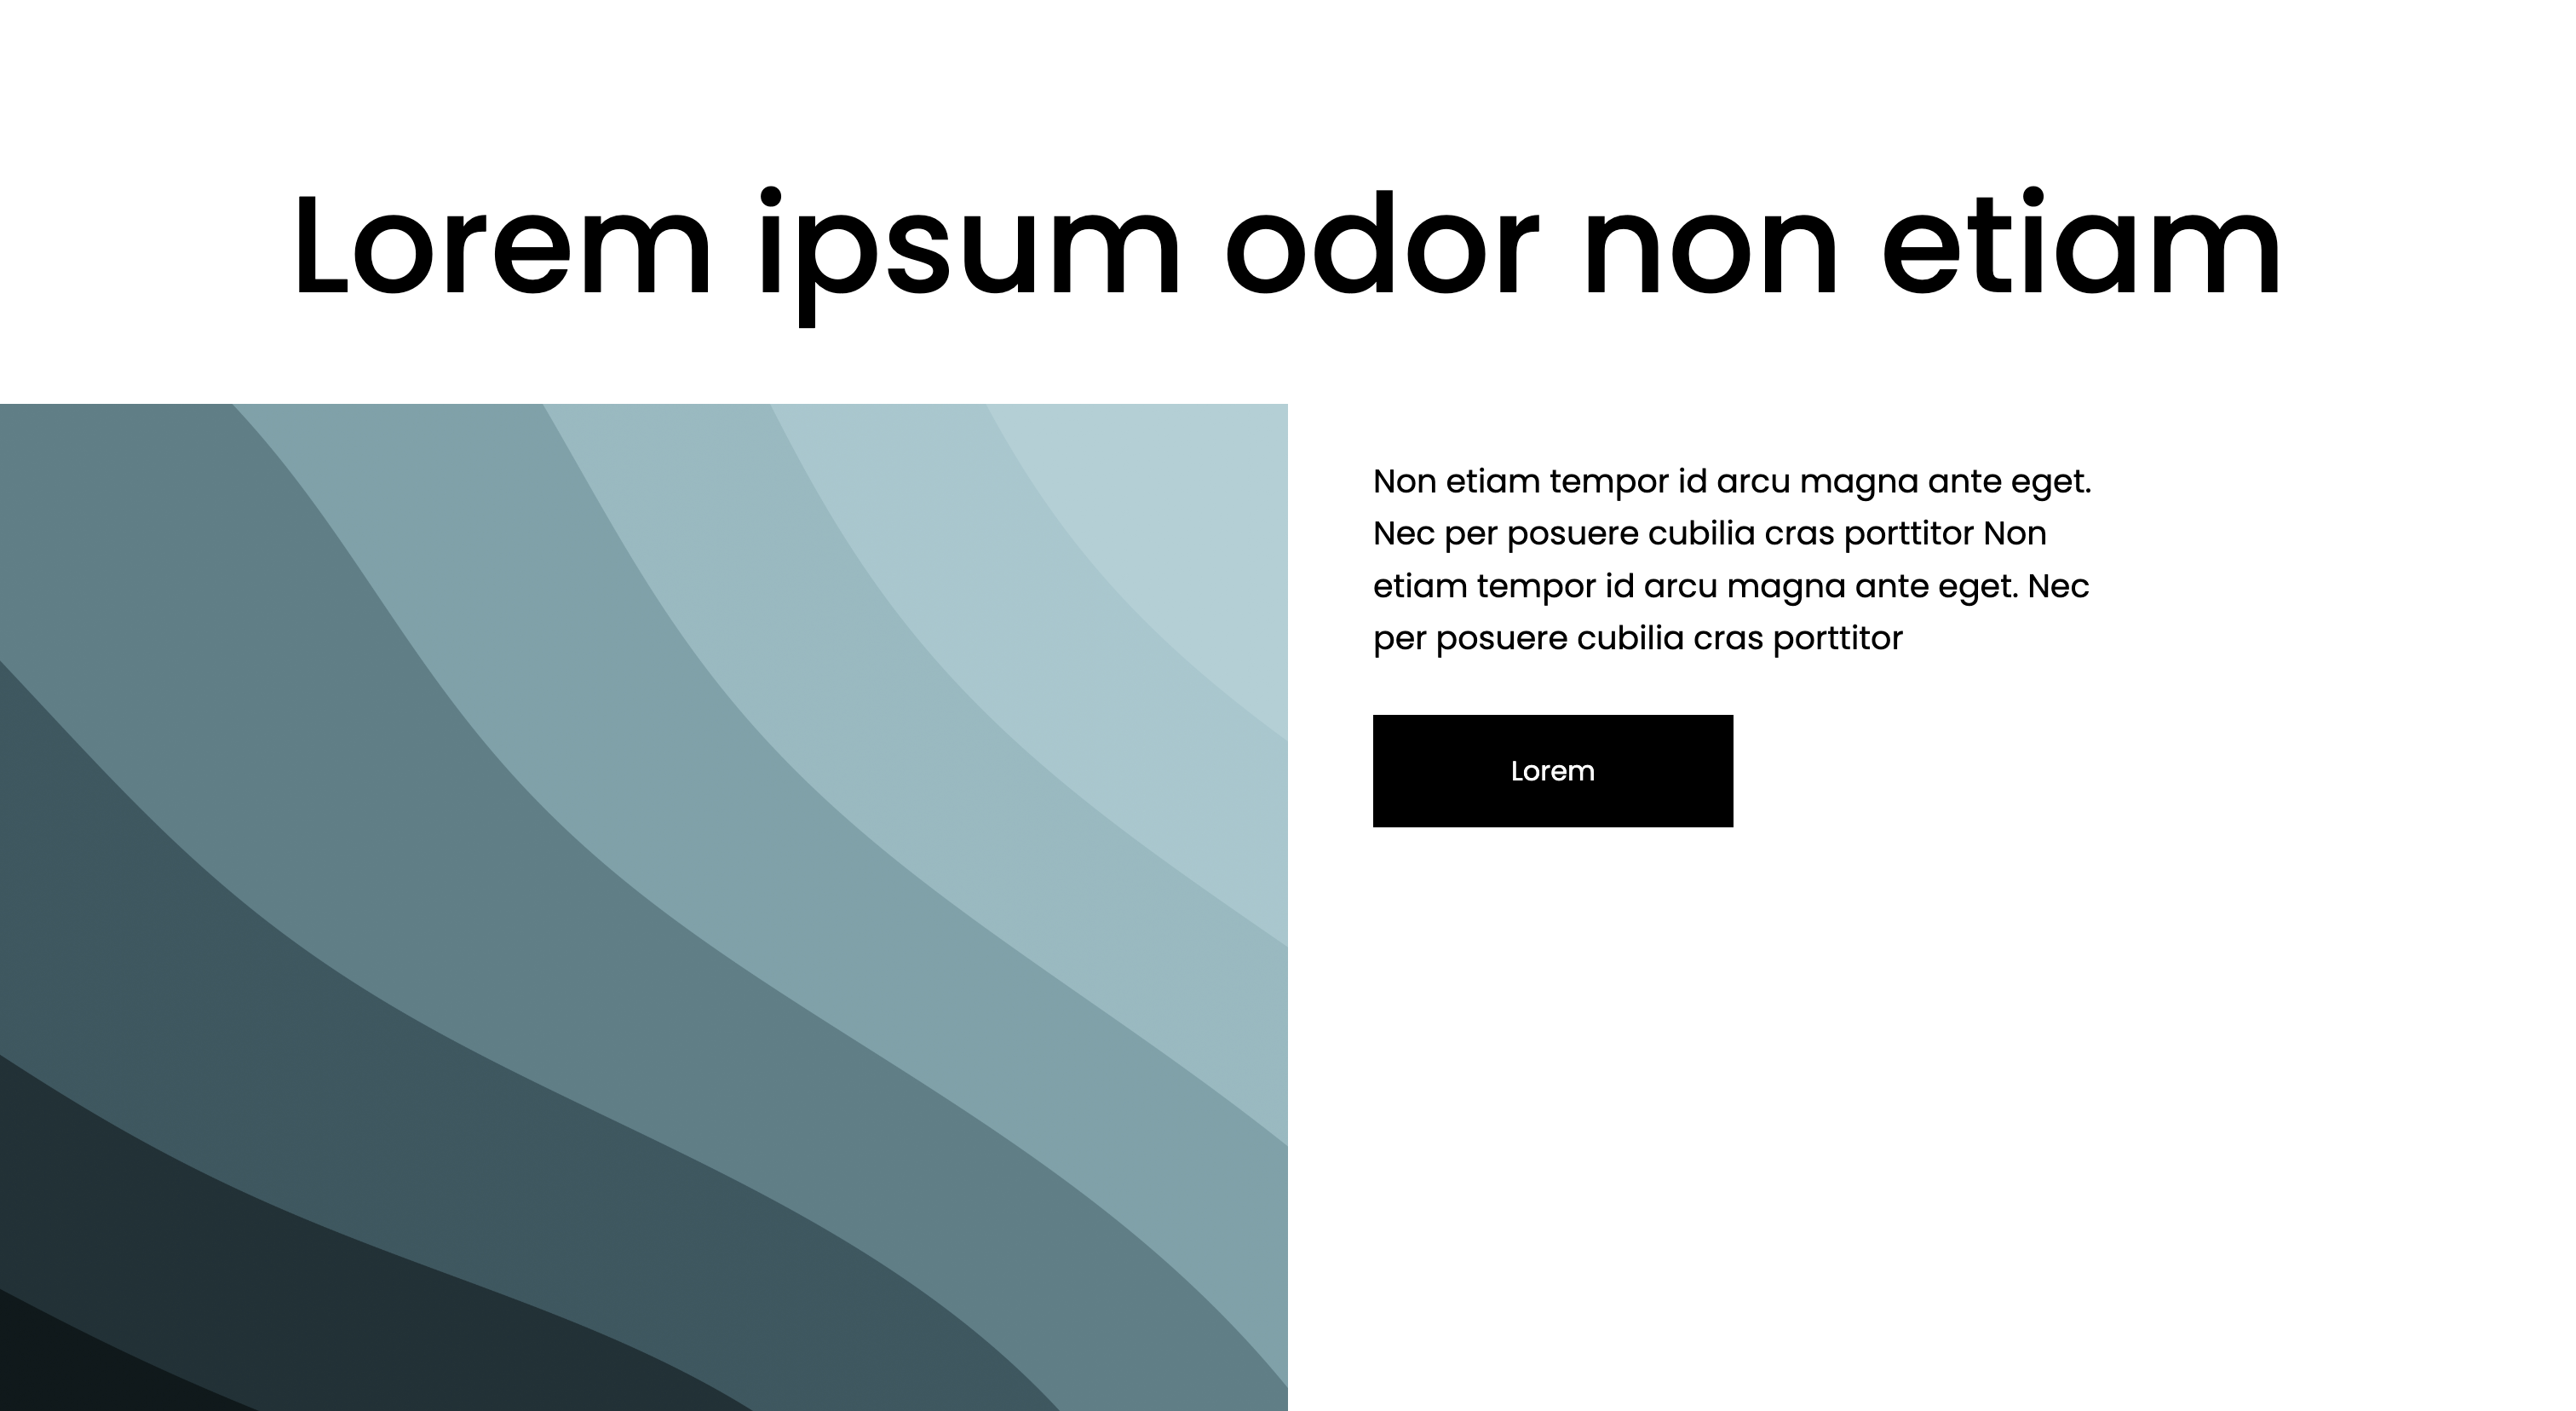 Lorem ipsum odor non etiam
Non etiam tempor id arcu magna ante eget.
Nec per posuere cubilia cras porttitor Non
etiam tempor id arcu magna ante eget. Nec
per posuere cubilia cras porttitor
Lorem